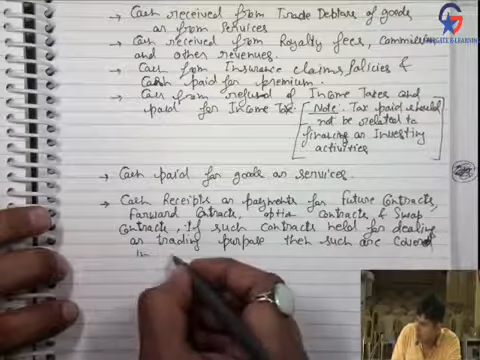 → Cash received from Trade Debtors of goods
or from services
→ Cash received from Royalty fees, Commission
and other revenues.
→ Cash from Insurance claims, policies &
Cash paid for premium.
→ Cash from refund of Income Taxes and
paid for Income Tax. [Note: Tax paid should
not be related to
financing or Investing
activities]
→ Cash paid for goods or services.
→ Cash Receipts or payments for future Contracts,
Forward Contracts, option Contracts, & Swap
Contracts, if such Contracts held for dealing
or trading purpose then such are covered
in